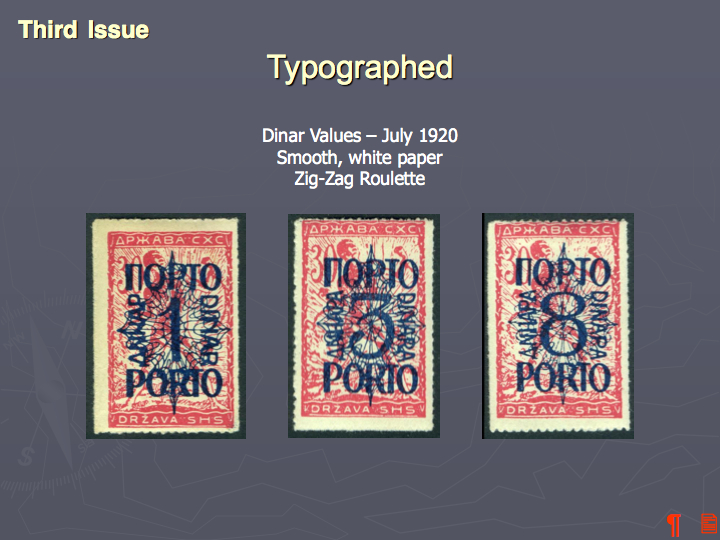 Third Issue
Typographed
Dinar Values – July 1920
Smooth, white paper
Zig-Zag Roulette
ДРЖАВА СХС
ПОРТО
ДИНАР 1 DINAR
PORTO
DRŽAVA SHS
ДРЖАВА СХС
ПОРТО
ДИНАРА 3 DINARA
PORTO
DRŽAVA SHS
ДРЖАВА СХС
ПОРТО
ДИНАРА 8 DINARA
PORTO
DRŽAVA SHS